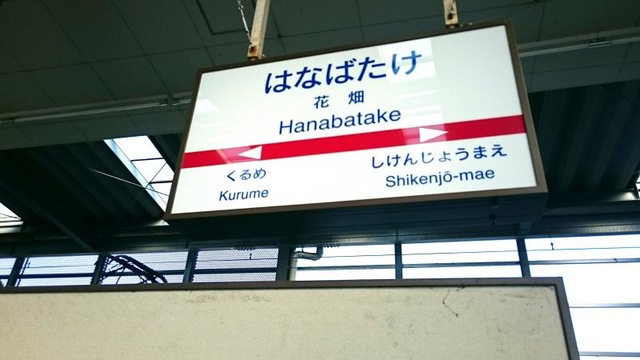 はなばたけ
花 畑
Hanabatake
くるめ
Kurume
しけんじょうまえ
Shikenjō-mae